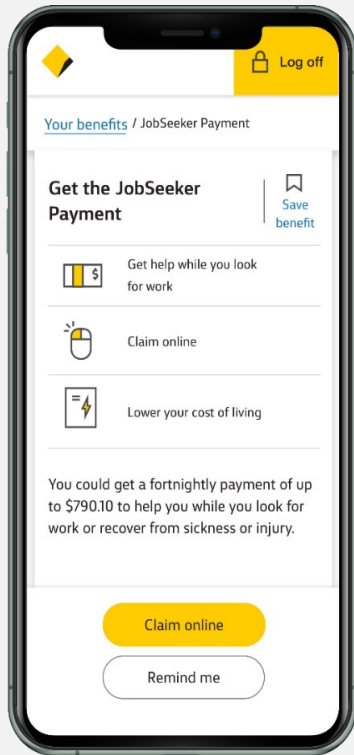 Log off
Your benefits / JobSeeker Payment
Get the JobSeeker
Payment
Save
benefit
$
Get help while you look
for work
Claim online
Lower your cost of living
You could get a fortnightly payment of up
to $790.10 to help you while you look for
work or recover from sickness or injury.
Claim online
Remind me